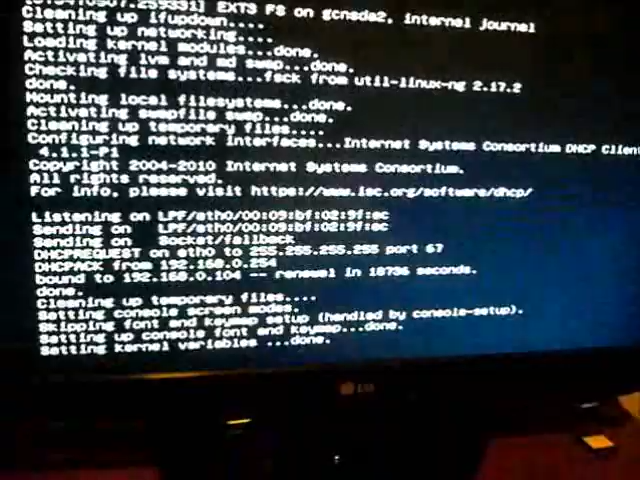 EXT3 FS on gcnsda2, internal journal
Cleaning up ifupdown....
Setting up networking....
Loading kernel modules...done.
Activating lvm and md swap...done.
Checking file systems...fsck from util-linux-ng 2.17.2
done.
Mounting local filesystems...done.
Activating swapfile swap...done.
Cleaning up temporary files....
Configuring network interfaces...Internet Systems Consortium DHCP Client
4.1.1-P1
Copyright 2004-2010 Internet Systems Consortium.
All rights reserved.
For info, please visit https://www.isc.org/software/dhcp/
Listening on LPF/eth0/00:09:bf:02:9f:ec
Sending on   LPF/eth0/00:09:bf:02:9f:ec
Sending on   Socket/fallback
DHCPREQUEST on eth0 to 255.255.255.255 port 67
DHCPACK from 192.168.0.254
bound to 192.168.0.104 -- renewal in 18736 seconds.
done.
Cleaning up temporary files....
Setting console screen modes.
Skipping font and keymap setup (handled by console-setup).
Setting up console font and keymap...done.
Setting kernel variables ...done.
LG